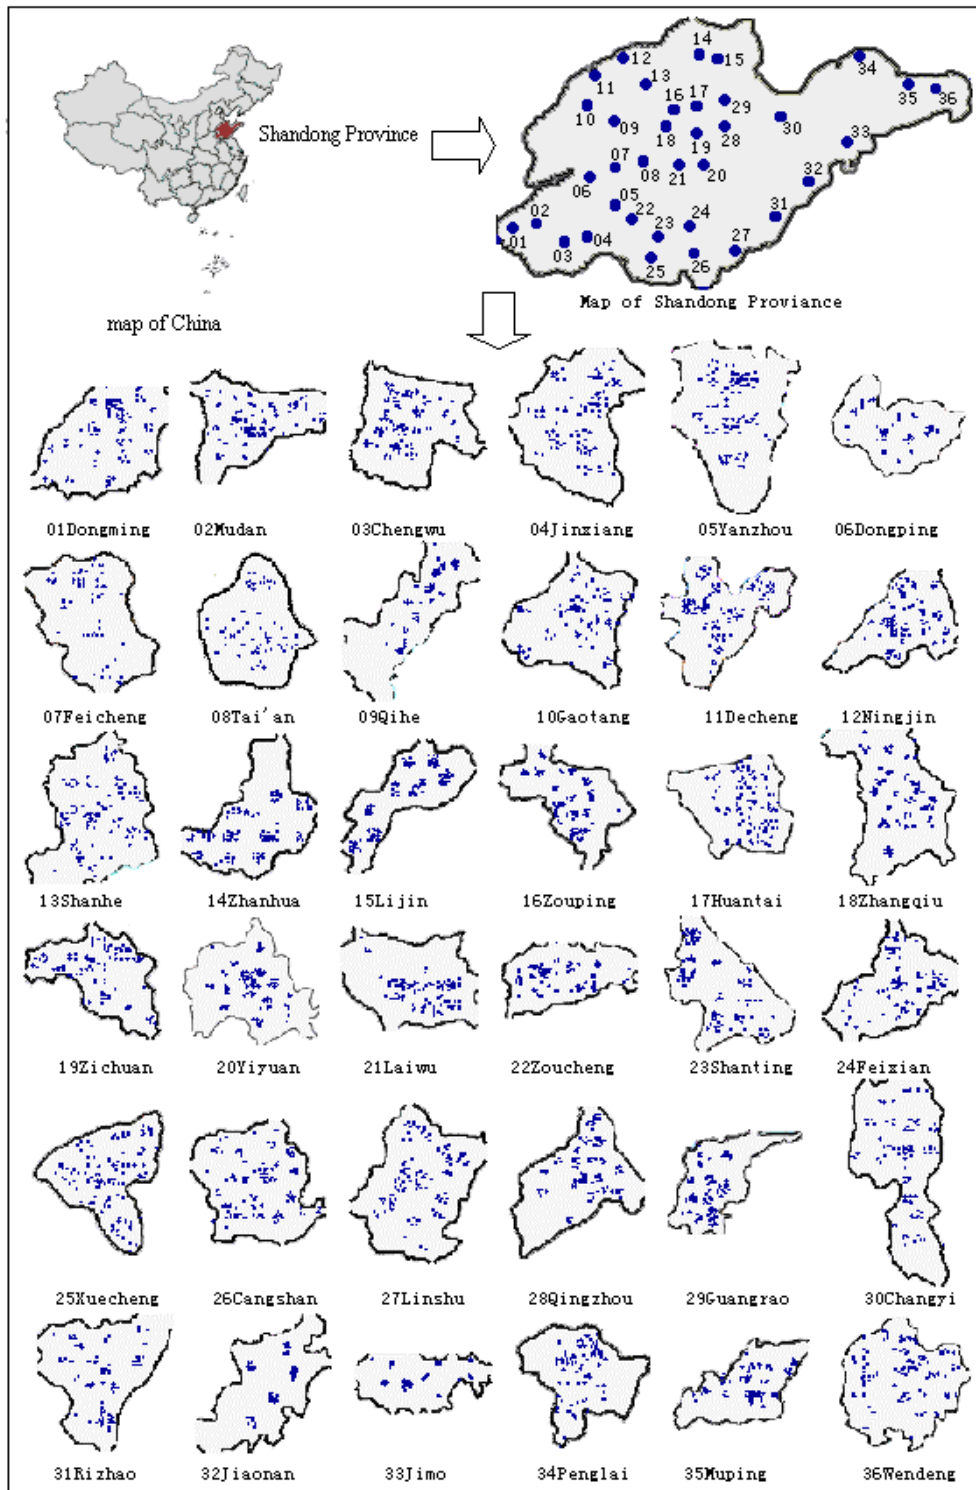 Shandong Province
map of China
14
12
15
13
34
11
35
36
16
17
29
10
09
18
30
19
28
33
07
08
21
20
32
06
05
02
22
24
31
01
04
23
03
27
25
26
Map of Shandong Proviance
01Dongming
02Mudan
03Chengwu
04Jinxiang
05Yanzhou
06Dongping
07Feicheng
08Tai'an
09Qihe
10Gaotang
11Decheng
12Ningjin
13Shanhe
14Zhanhua
15Lijin
16Zouping
17Huantai
18Zhangqiu
19Zichuan
20Yiyuan
21Laiwu
22Zoucheng
23Shanting
24Feixian
25Xuecheng
26Cangshan
27Linshu
28Qingzhou
29Guangrao
30Changyi
31Rizhao
32Jiaonan
33Jimo
34Penglai
35Muping
36Wendeng